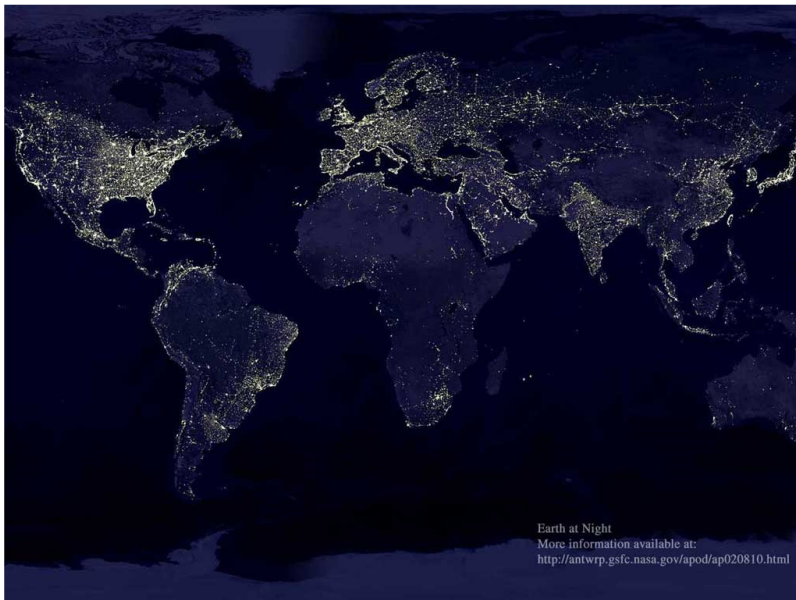 Earth at Night
More information available at:
http://antwrp.gsfc.nasa.gov/apod/ap020810.html